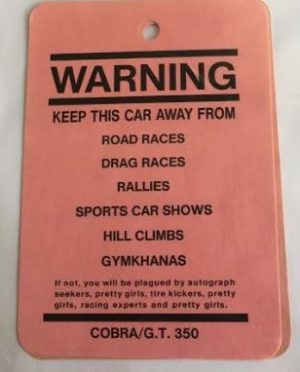 WARNING
KEEP THIS CAR AWAY FROM
ROAD RACES
DRAG RACES
RALLIES
SPORTS CAR SHOWS
HILL CLIMBS
GYMKHANAS
If not, you will be plagued by autograph
seekers, pretty girls, tire kickers, pretty
girls, racing experts and pretty girls.
COBRA/G.T. 350